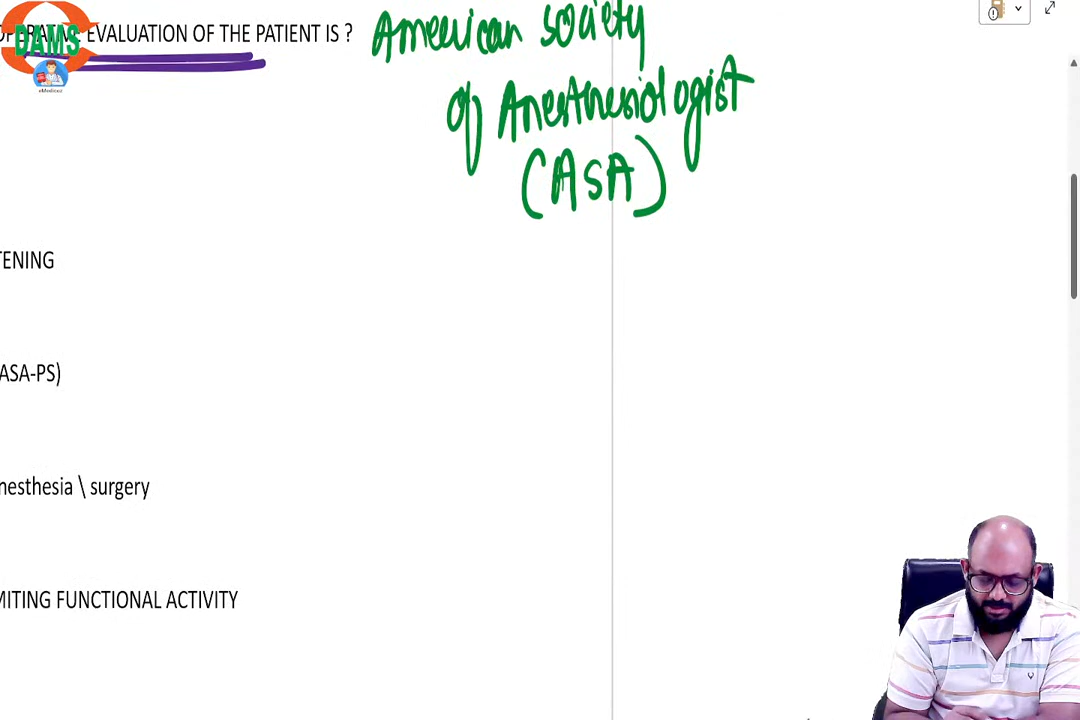 EVALUATION OF THE PATIENT IS ?
American society
of Anesthesiologist
(ASA)
DAMS
eMedicoz
TENING
ASA-PS)
nesthesia \ surgery
MITING FUNCTIONAL ACTIVITY